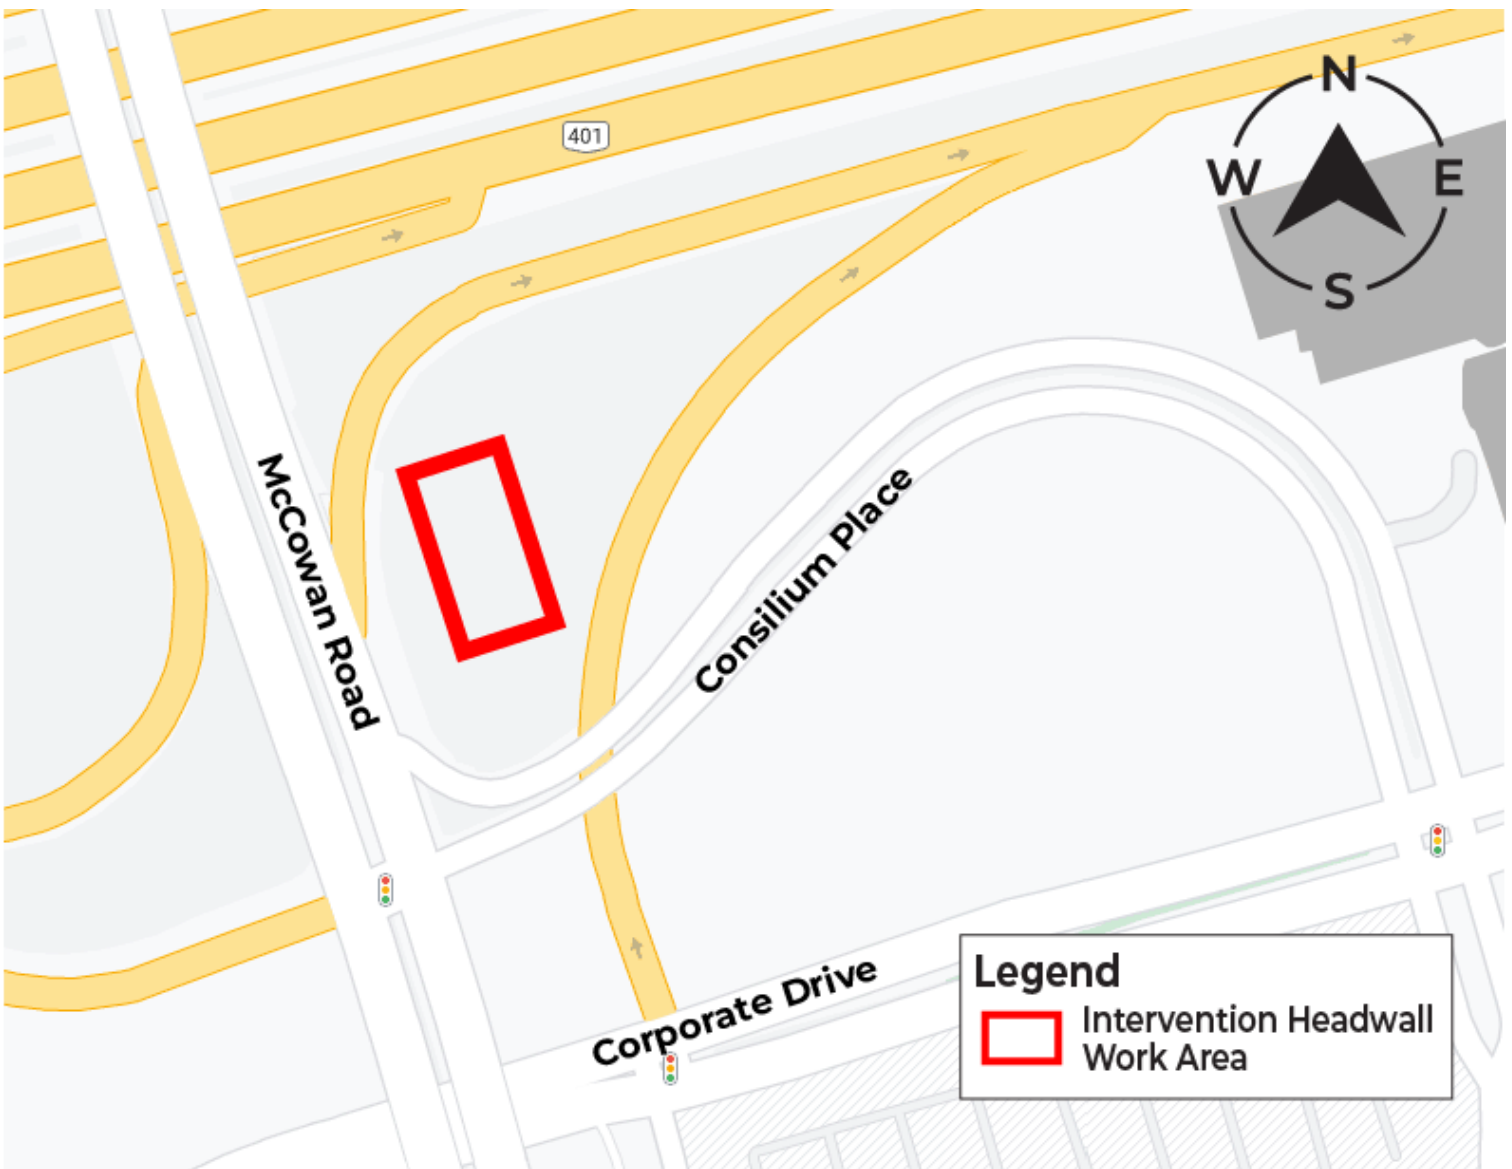 N
401
W
E
S
McCowan Road
Consilium Place
Corporate Drive
Legend
Intervention Headwall
Work Area